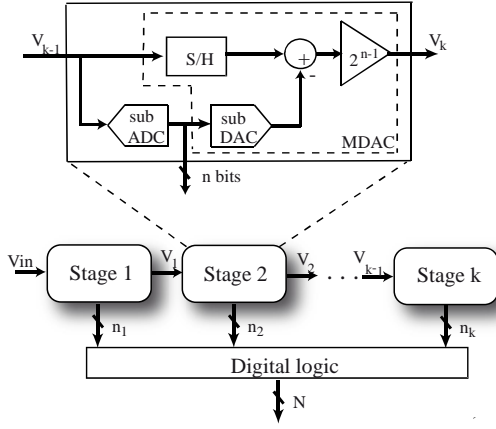 V_{k-1}
S/H
+
-
2^{n-1}
V_k
sub
ADC
sub
DAC
MDAC
n bits
Vin
Stage 1
V_1
Stage 2
V_2
. . .
V_{k-1}
Stage k
n_1
n_2
n_k
Digital logic
N